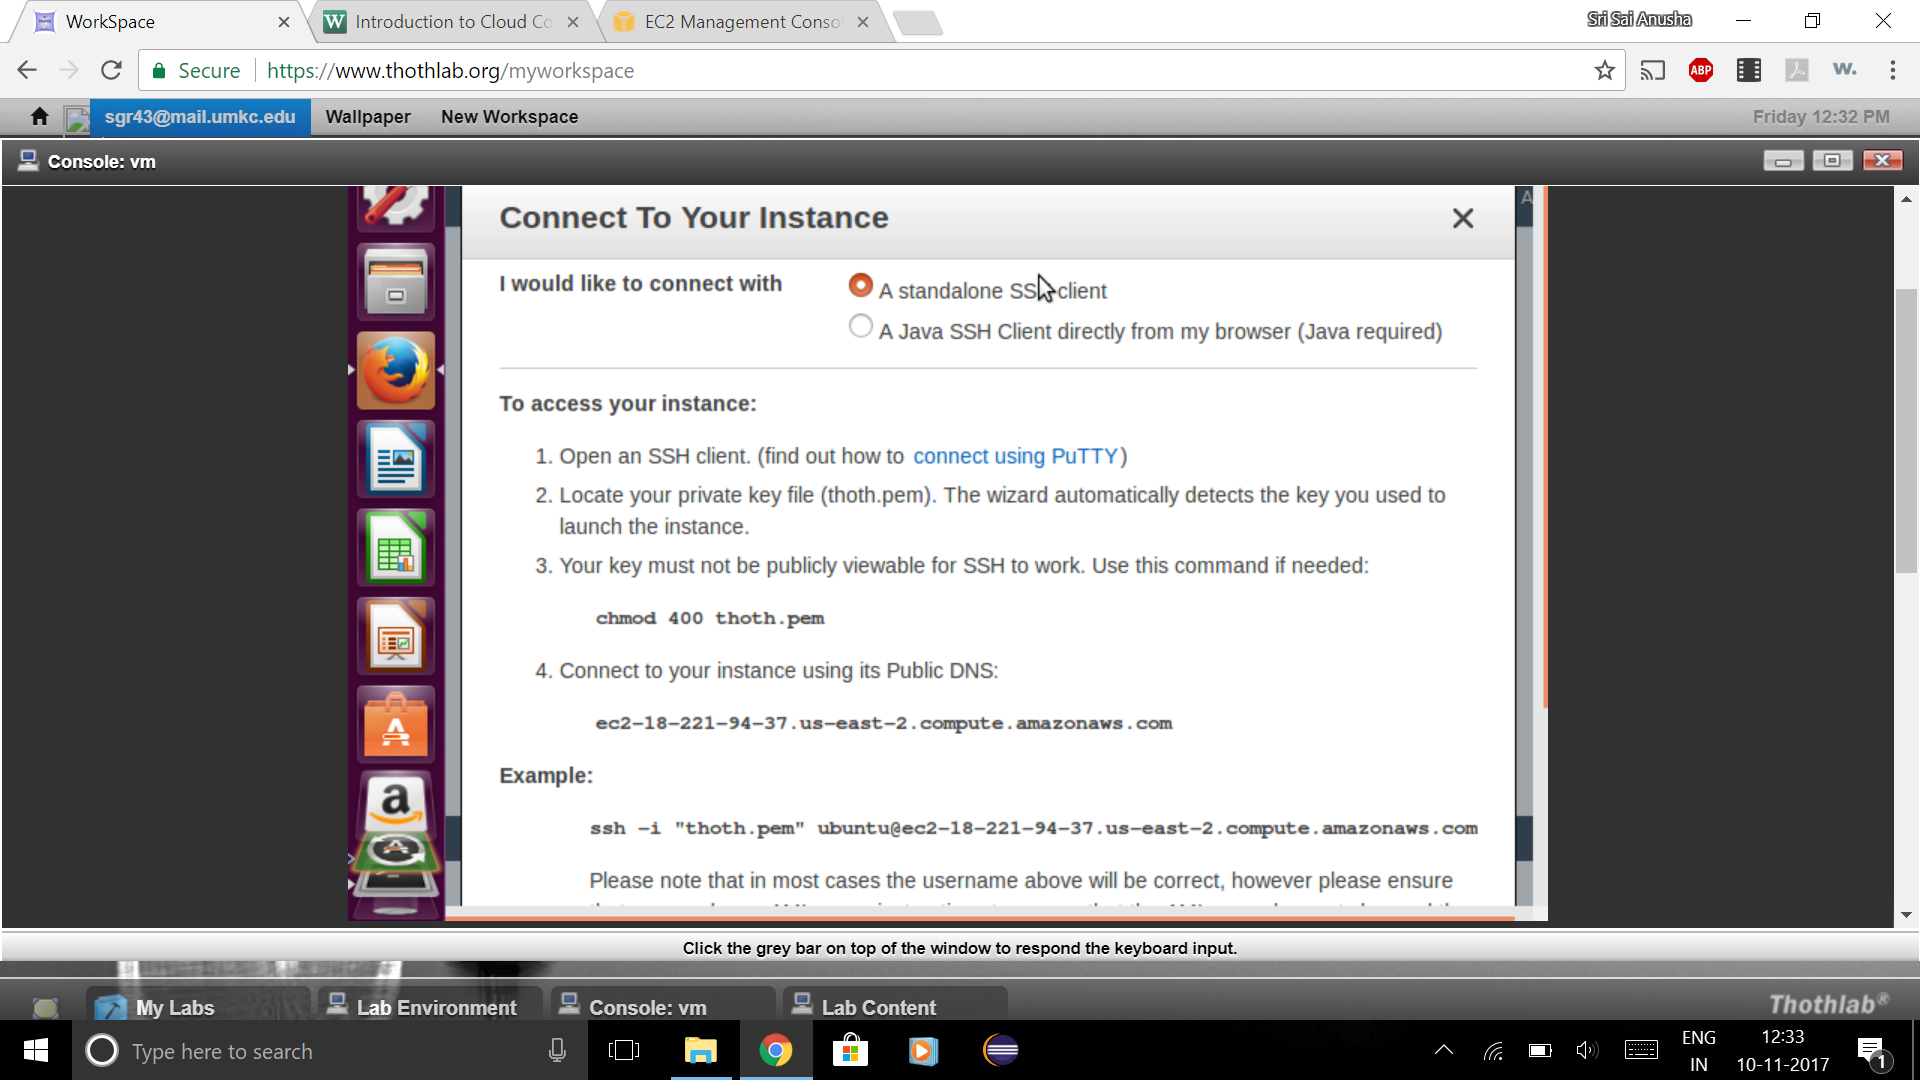 WorkSpace
Introduction to Cloud Co
EC2 Management Conso
Sri Sai Anusha
Secure
https://www.thothlab.org/myworkspace
ABP
W.
sgr43@mail.umkc.edu
Wallpaper
New Workspace
Friday 12:32 PM
Console: vm
Connect To Your Instance
I would like to connect with
A standalone SS client
A Java SSH Client directly from my browser (Java required)
To access your instance:
1. Open an SSH client. (find out how to connect using PuTTY)
2. Locate your private key file (thoth.pem). The wizard automatically detects the key you used to
launch the instance.
3. Your key must not be publicly viewable for SSH to work. Use this command if needed:
chmod 400 thoth.pem
4. Connect to your instance using its Public DNS:
ec2-18-221-94-37.us-east-2.compute.amazonaws.com
Example:
ssh -i "thoth.pem" ubuntu@ec2-18-221-94-37.us-east-2.compute.amazonaws.com
Please note that in most cases the username above will be correct, however please ensure
Click the grey bar on top of the window to respond the keyboard input.
My Labs
Lab Environment
Console: vm
Lab Content
Thothlab®
Type here to search
ENG
IN
12:33
10-11-2017
1